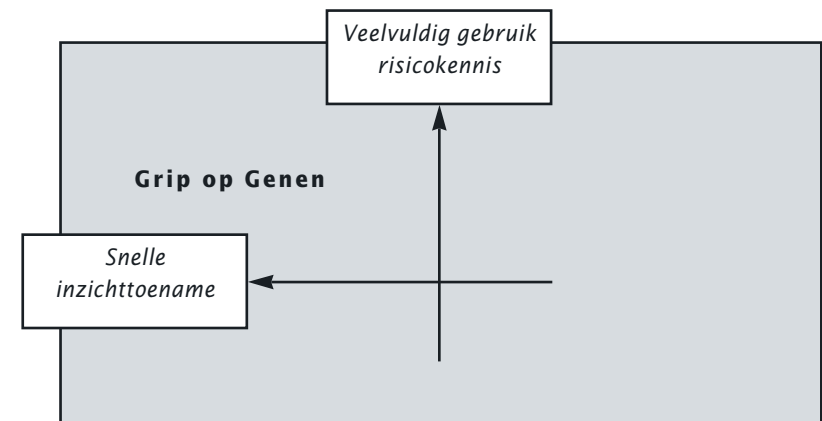 Veelvuldig gebruik
risicokennis
Grip op Genen
Snelle
inzichttoename